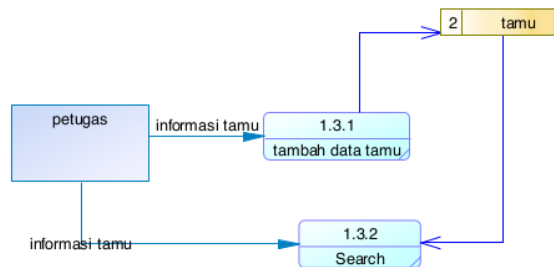 2 tamu
petugas
informasi tamu
1.3.1
tambah data tamu
informasi tamu
1.3.2
Search